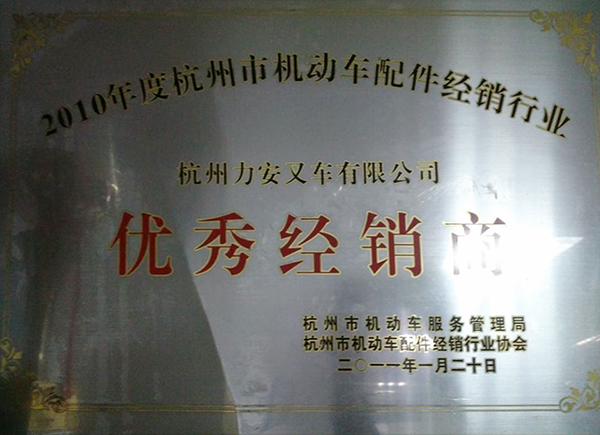 2010年度杭州市机动车配件经销行业
杭州力安又车有限公司
优秀经销商
杭州市机动车服务管理局
杭州市机动车配件经销行业协会
二〇一一年一月二十日